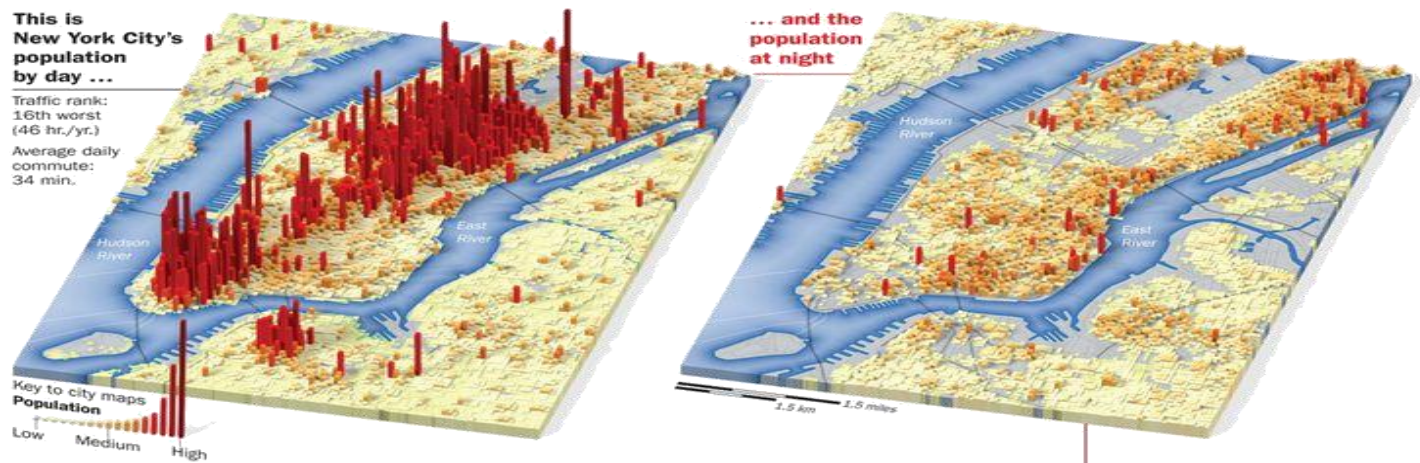 This is
New York City's
population
by day ...
Traffic rank:
16th worst
(46 hr./yr.)
Average daily
commute:
34 min.
Hudson
River
East
River
Key to city maps
Population
Low
Medium
High
... and the
population
at night
Hudson
River
East
River
1.5 km
1.5 miles